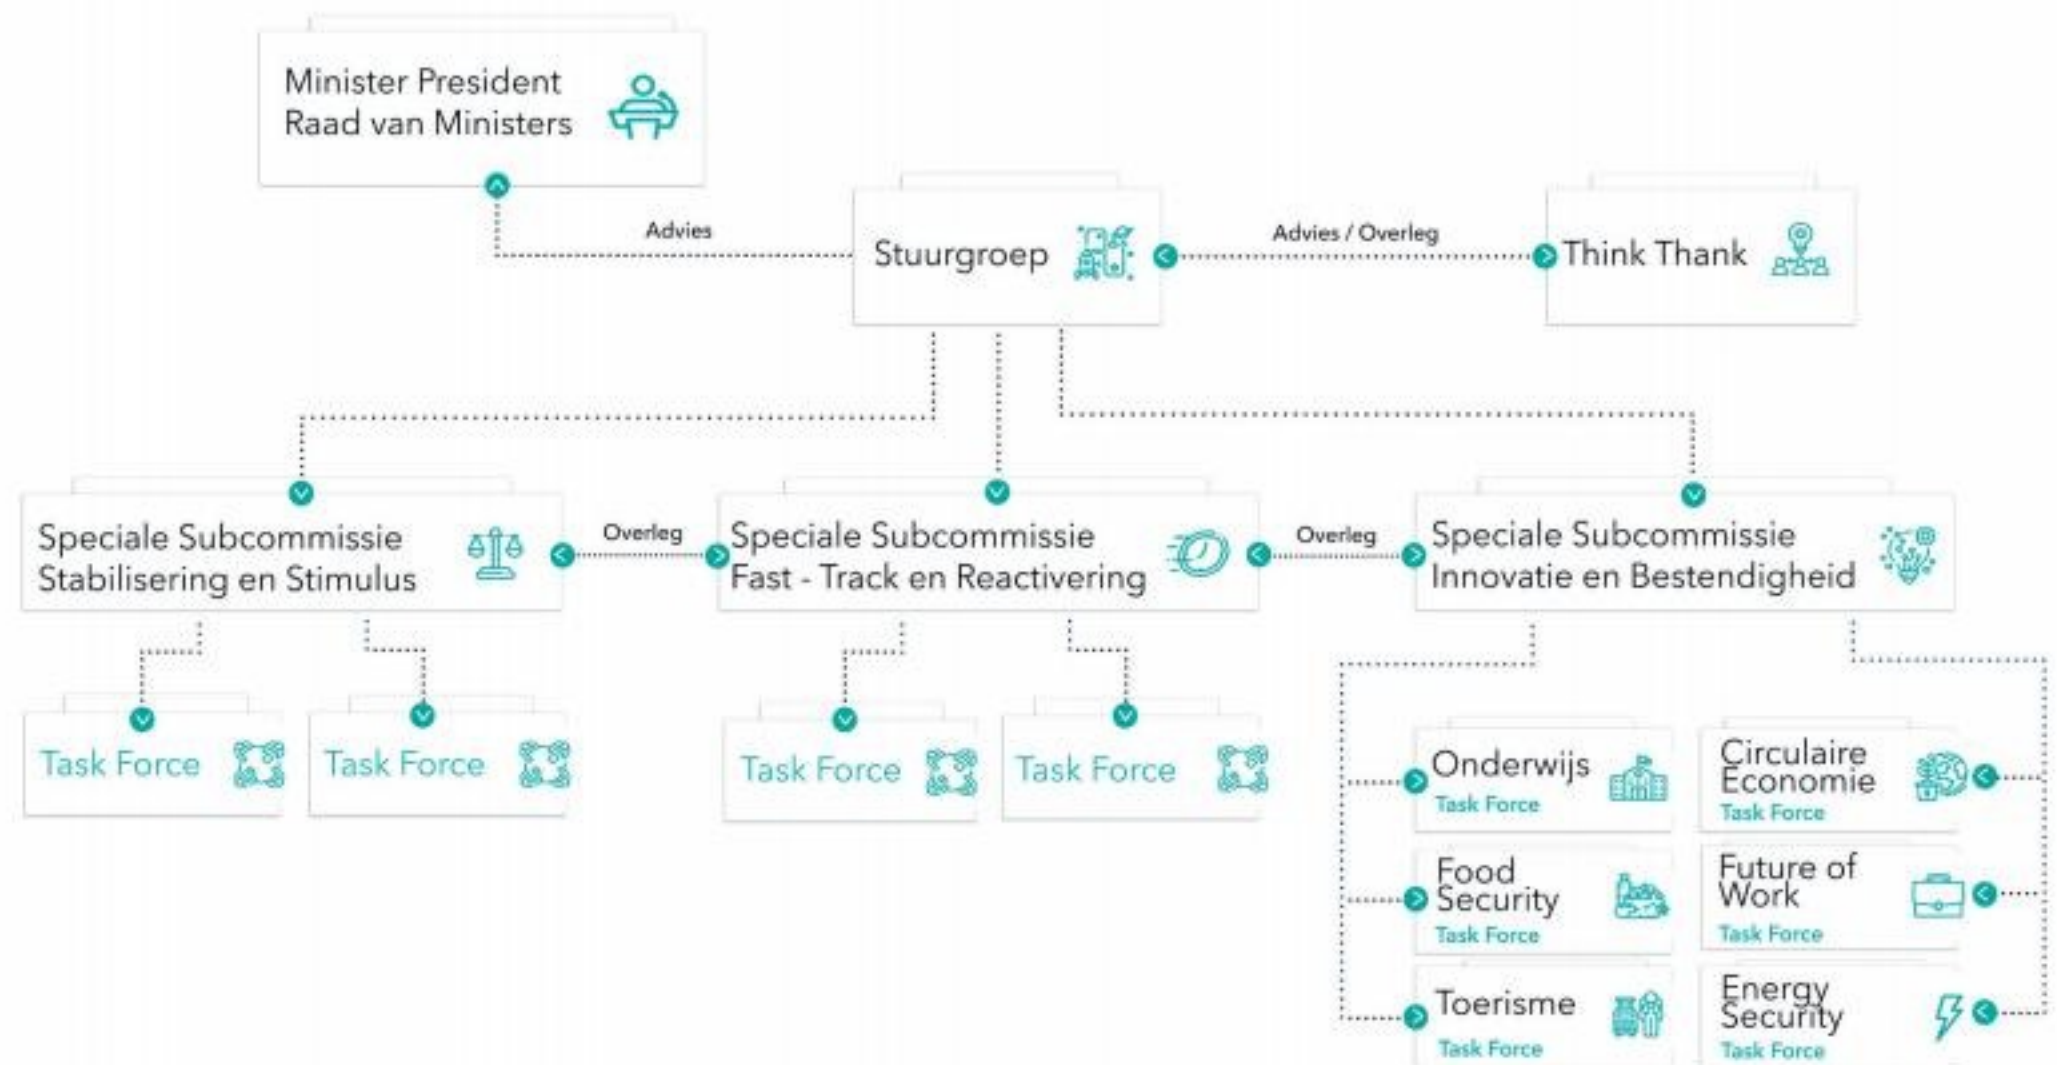 Minister President
Raad van Ministers
Advies
Stuurgroep
Advies / Overleg
Think Thank
Speciale Subcommissie
Stabilisering en Stimulus
Overleg
Speciale Subcommissie
Fast - Track en Reactivering
Overleg
Speciale Subcommissie
Innovatie en Bestendigheid
Task Force
Task Force
Task Force
Task Force
Onderwijs
Task Force
Circulaire
Economie
Task Force
Food
Security
Task Force
Future of
Work
Task Force
Toerisme
Task Force
Energy
Security
Task Force